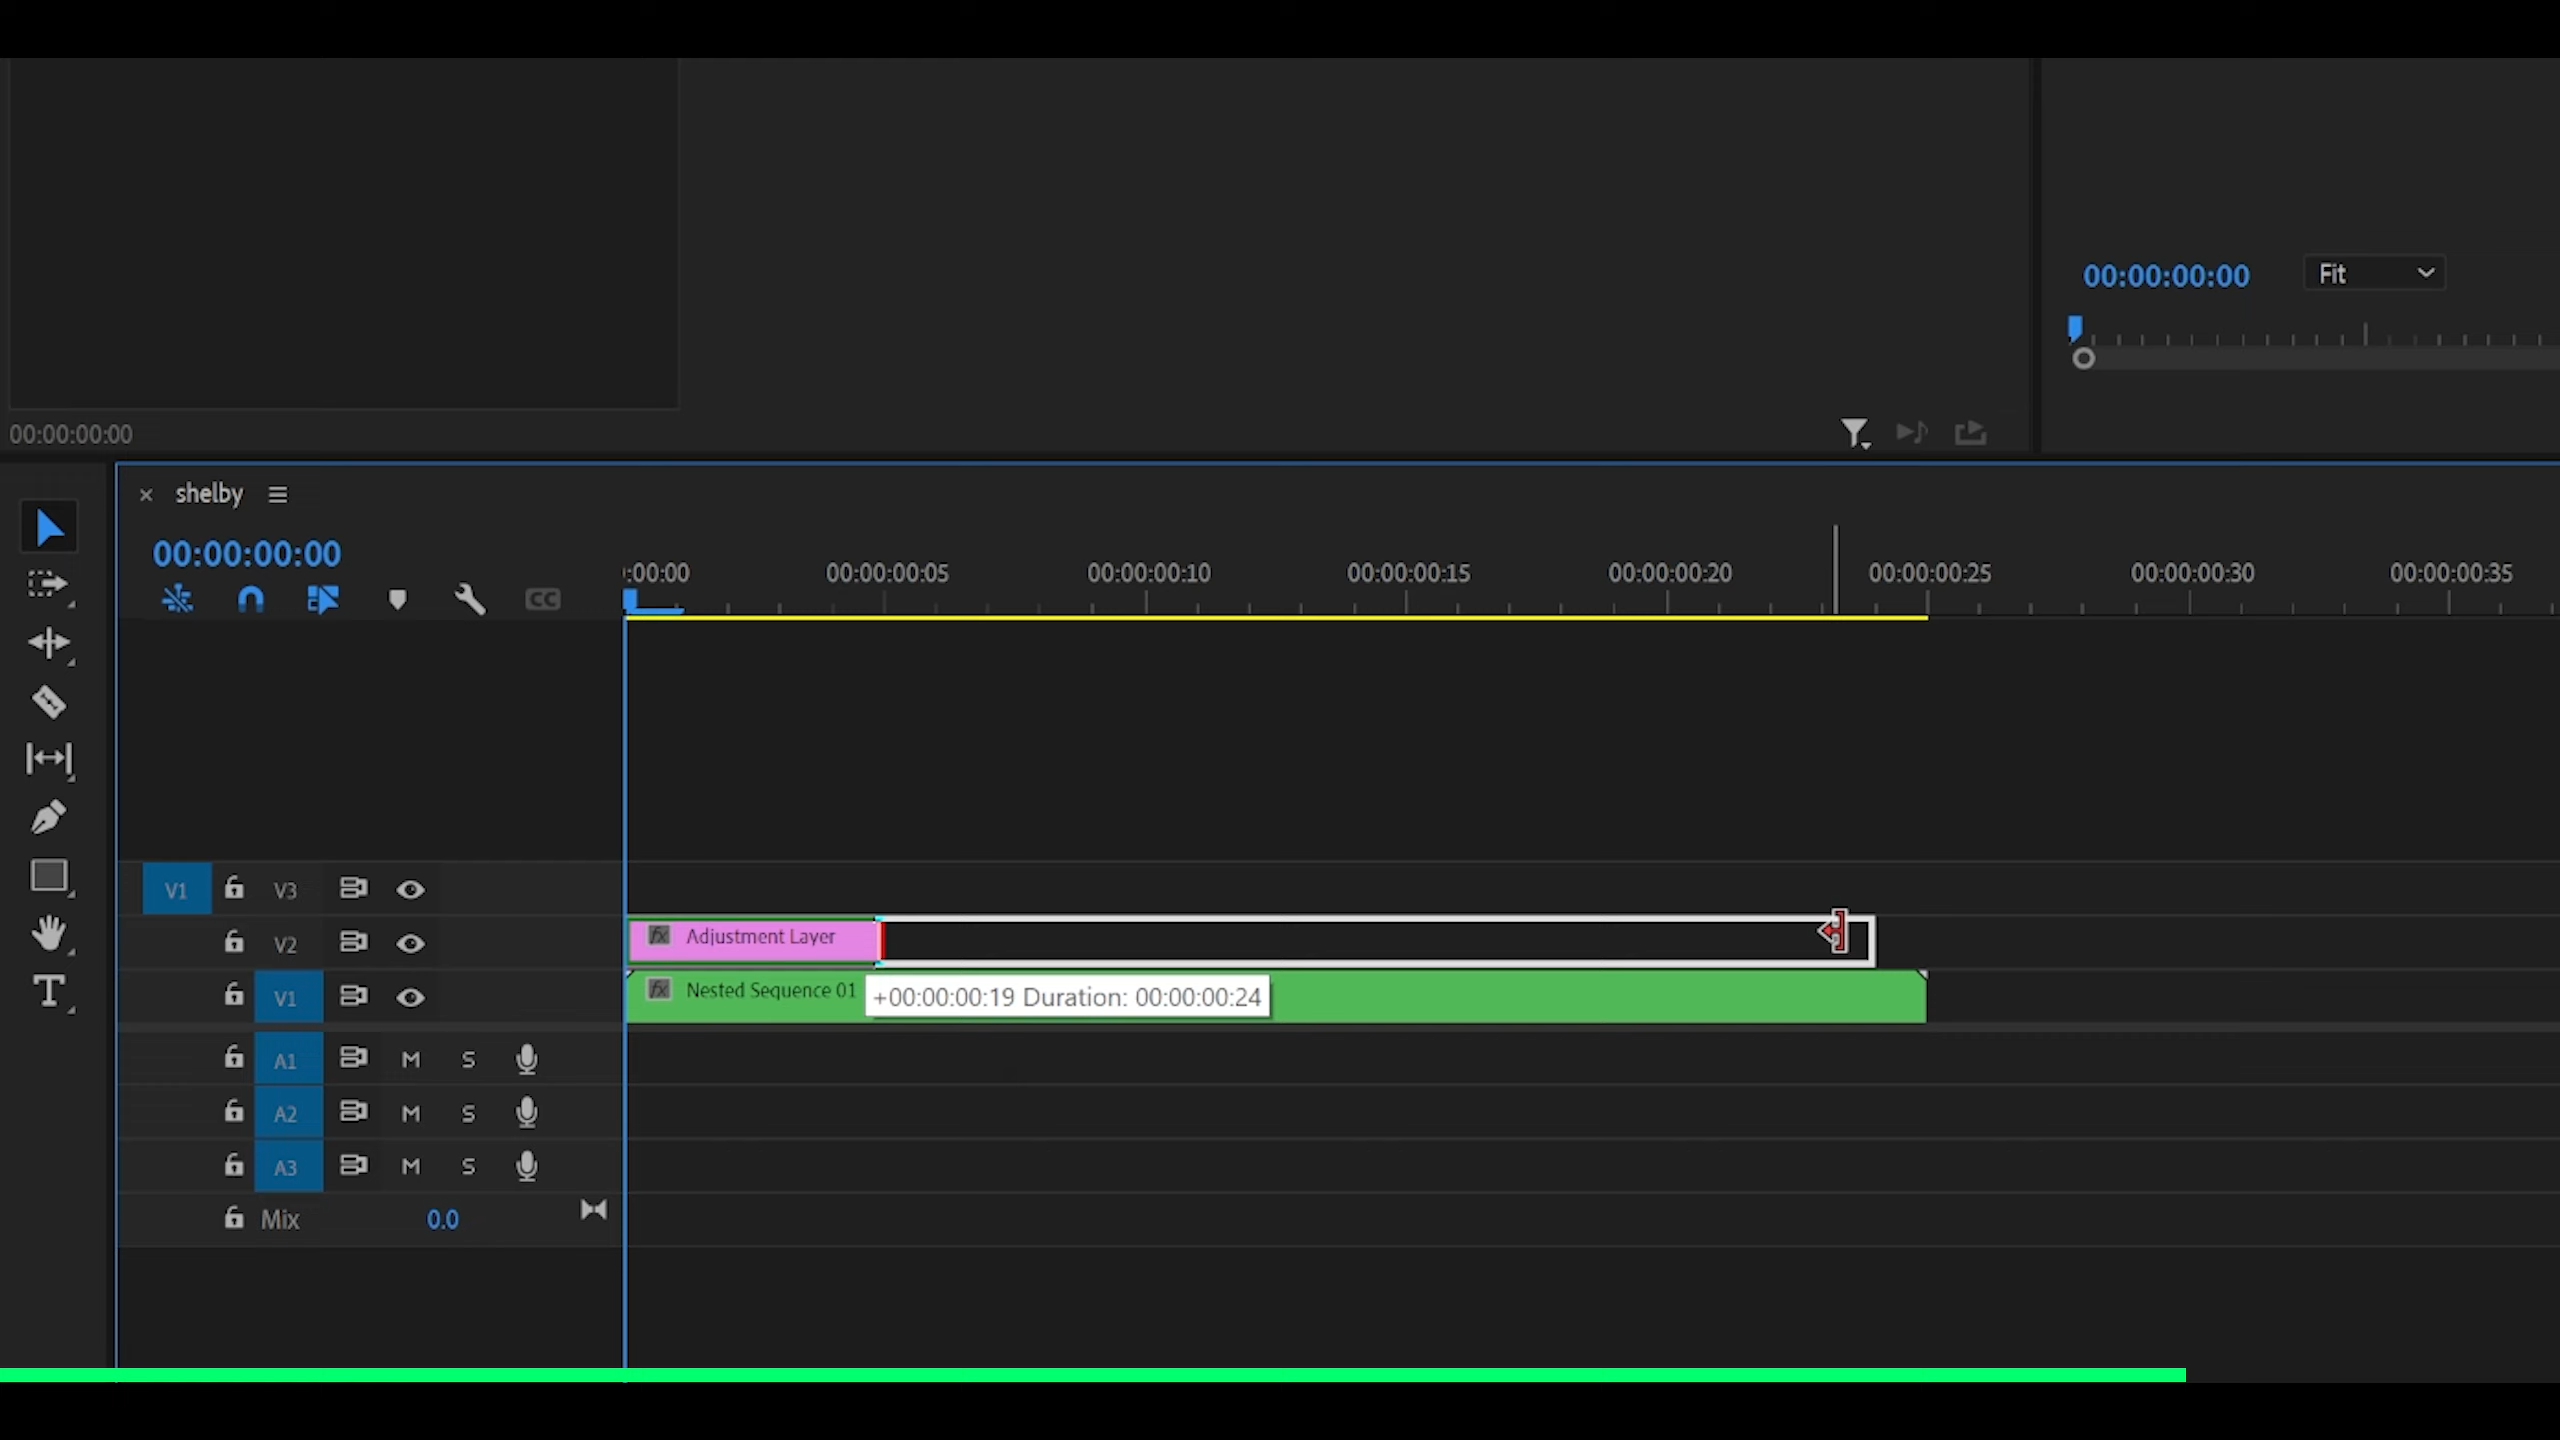 00:00:00:00
Fit
00:00:00:00
shelby
00:00:00:00
:00:00
00:00:00:05
00:00:00:10
00:00:00:15
00:00:00:20
00:00:00:25
00:00:00:30
00:00:00:35
CC
V1 V3
fx Adjustment Layer
V2
V1
fx Nested Sequence 01
+00:00:00:19 Duration: 00:00:00:24
A1 M S
A2 M S
A3 M S
Mix 0.0
T